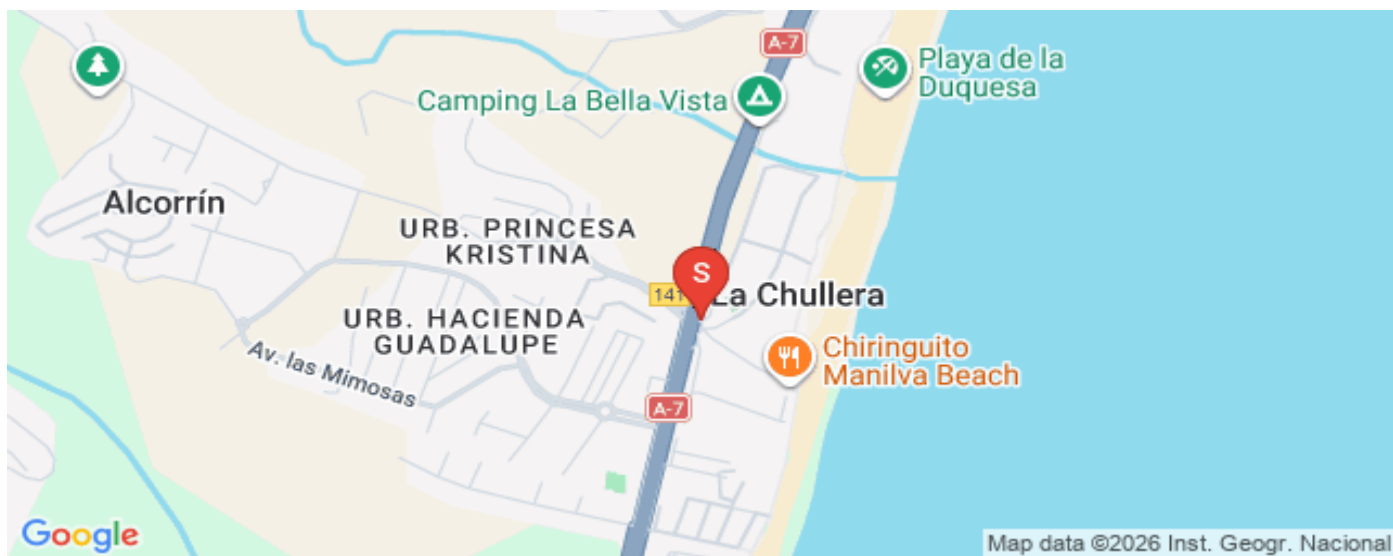 A-7
Playa de la
Duquesa
Camping La Bella Vista
Alcorrín
URB. PRINCESA
KRISTINA
S
141
La Chullera
URB. HACIENDA
GUADALUPE
Av. las Mimosas
Chiringuito
Manilva Beach
A-7
Google
Map data ©2026 Inst. Geogr. Nacional